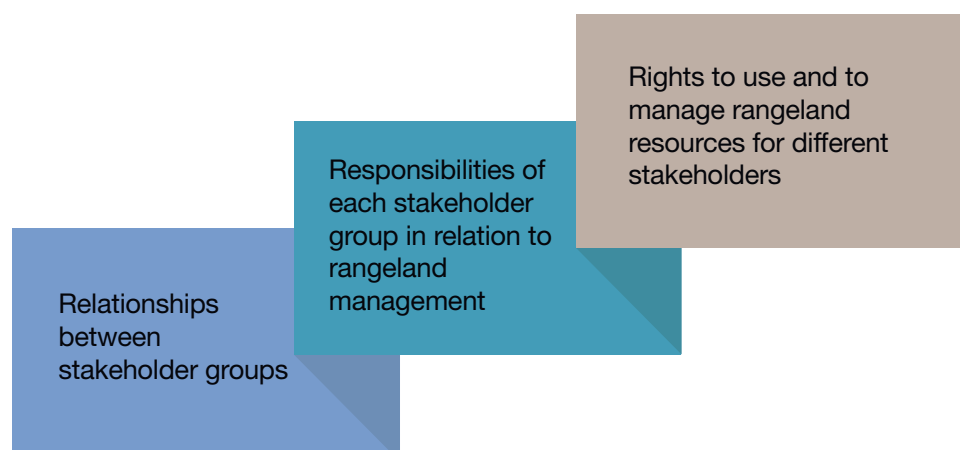 Relationships
between
stakeholder groups
Responsibilities of
each stakeholder
group in relation to
rangeland
management
Rights to use and to
manage rangeland
resources for different
stakeholders